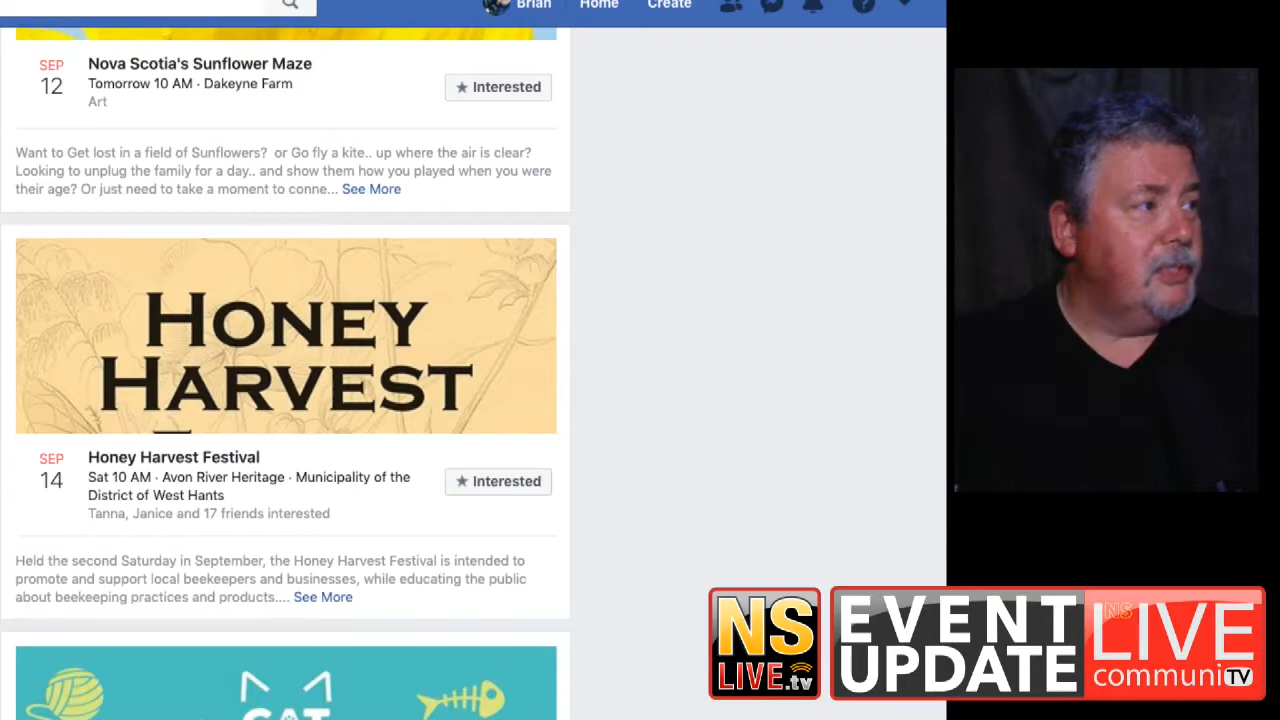 Brian Home Create
SEP
12
Nova Scotia's Sunflower Maze
Tomorrow 10 AM · Dakeyne Farm
Art
★ Interested
Want to Get lost in a field of Sunflowers?  or Go fly a kite.. up where the air is clear?
Looking to unplug the family for a day.. and show them how you played when you were
their age? Or just need to take a moment to conne... See More
HONEY
HARVEST
SEP
14
Honey Harvest Festival
Sat 10 AM · Avon River Heritage · Municipality of the
District of West Hants
Tanna, Janice and 17 friends interested
★ Interested
Held the second Saturday in September, the Honey Harvest Festival is intended to
promote and support local beekeepers and businesses, while educating the public
about beekeeping practices and products.... See More
CAT
NS
LIVE.tv
EVENT
UPDATE
NS
LIVE
communiTV